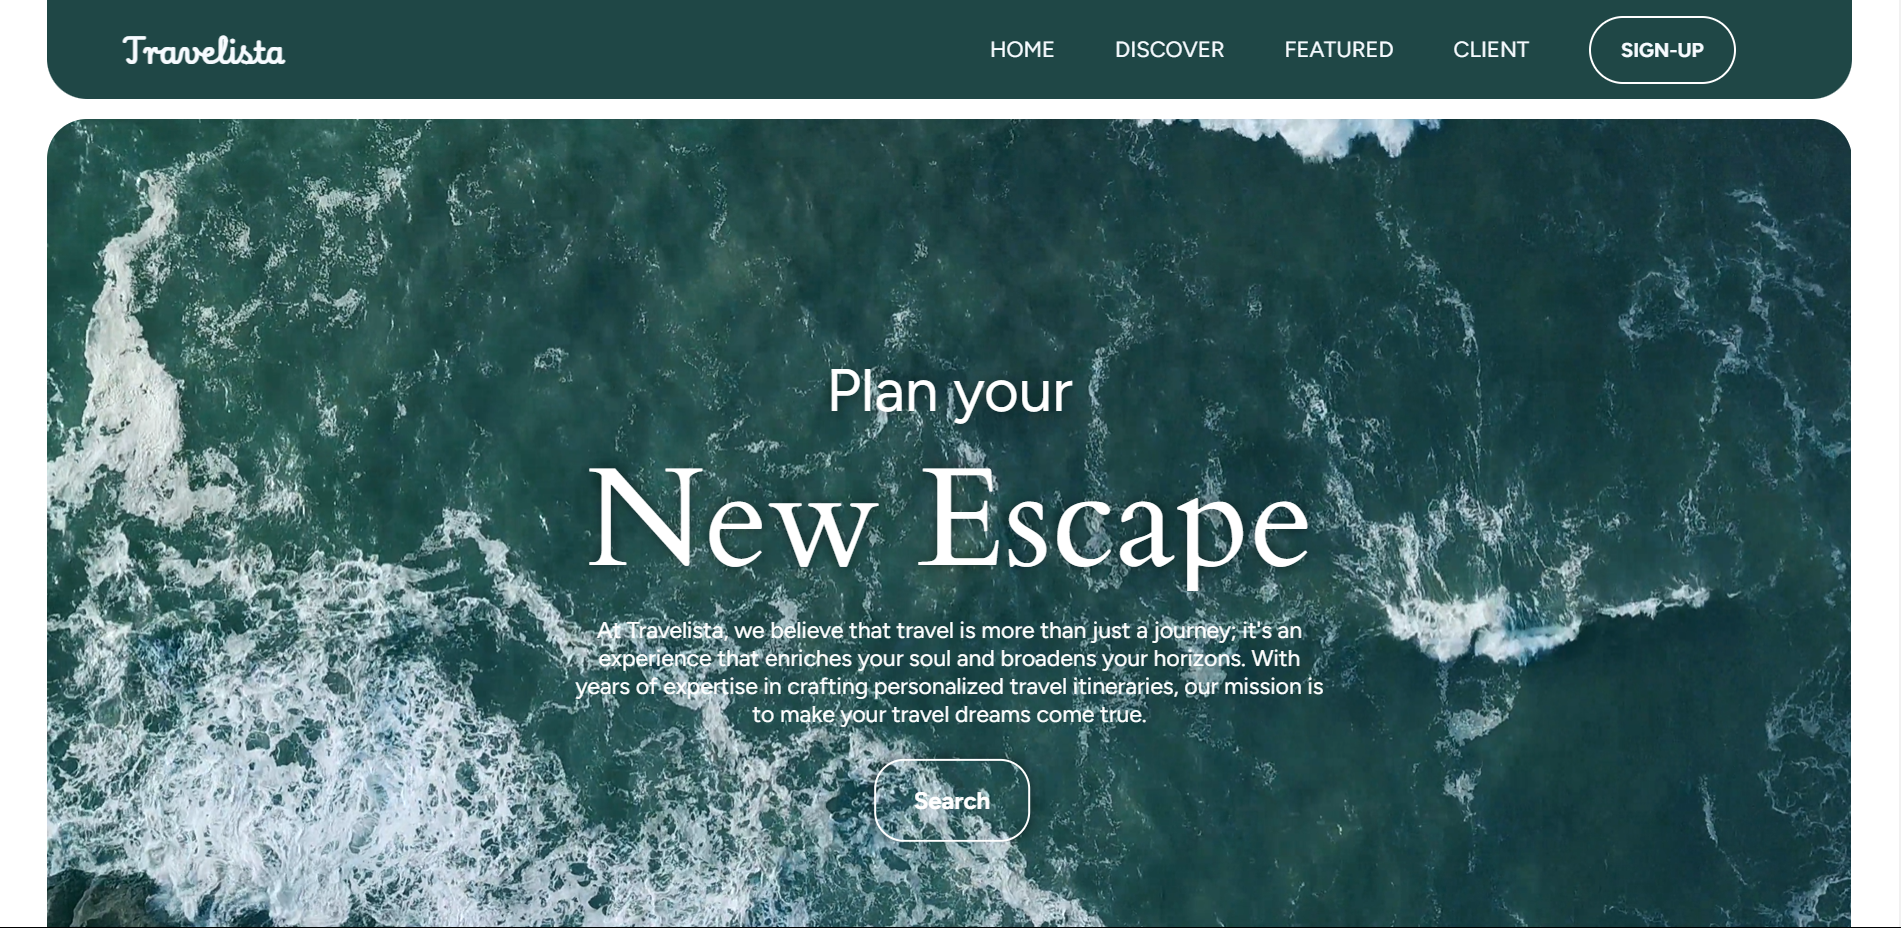 Travelista
HOME DISCOVER FEATURED CLIENT SIGN-UP
Plan your
New Escape
At Travelista, we believe that travel is more than just a journey; it's an
experience that enriches your soul and broadens your horizons. With
years of expertise in crafting personalized travel itineraries, our mission is
to make your travel dreams come true.
Search